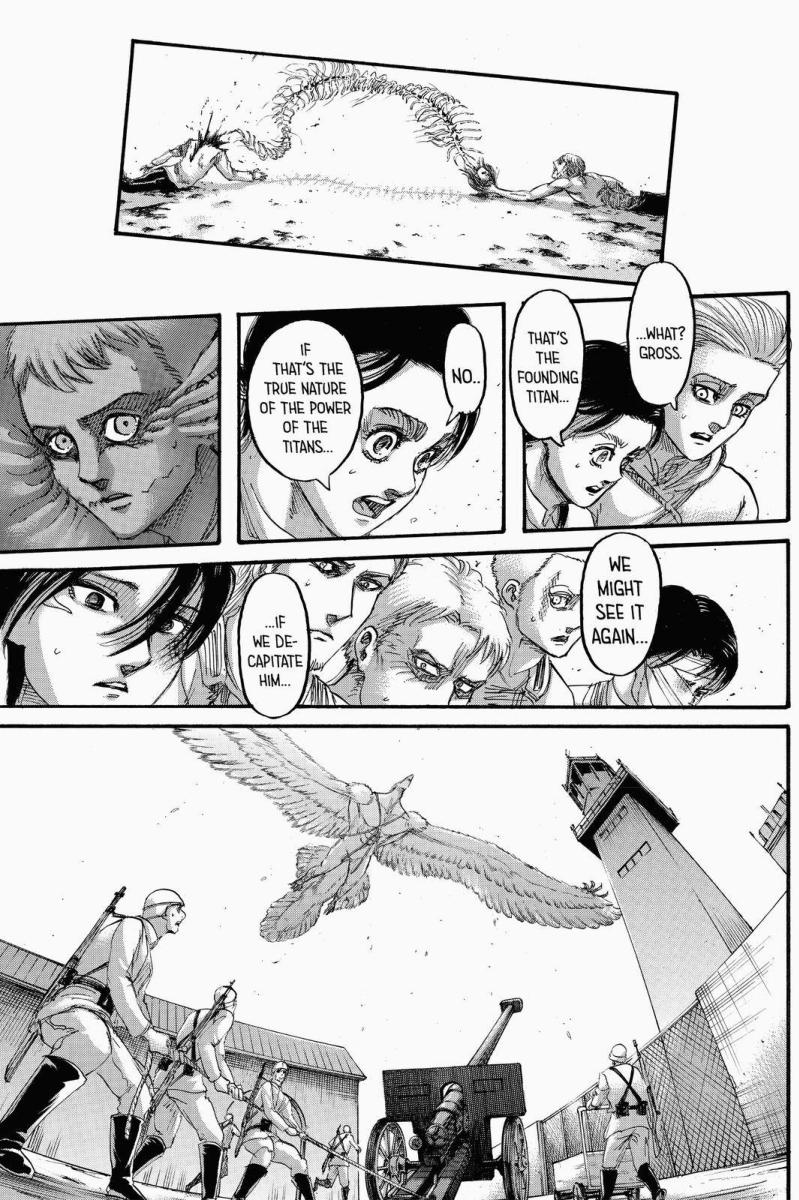 ...WHAT?
GROSS.
THAT'S
THE
FOUNDING
TITAN...
NO..
IF
THAT'S THE
TRUE NATURE
OF THE POWER
OF THE
TITANS...
WE
MIGHT
SEE IT
AGAIN...
...IF
WE DE-
CAPITATE
HIM...